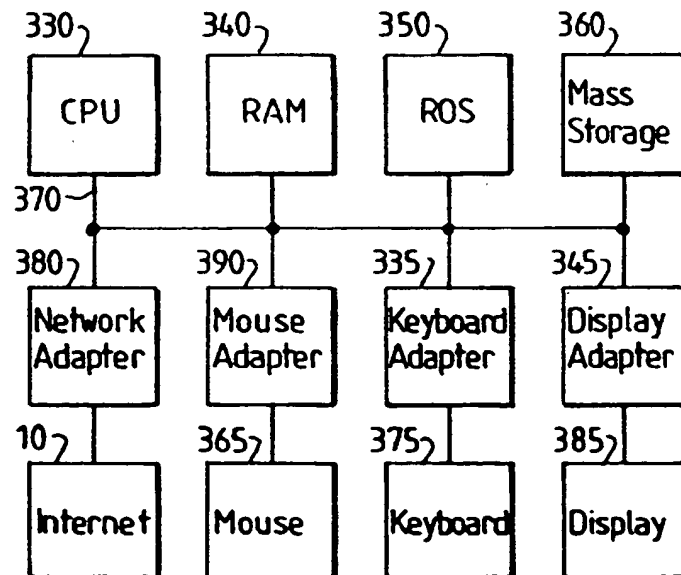 330 340 350 360
CPU RAM ROS Mass
Storage
370
380 390 335 345
Network Mouse Keyboard Display
Adapter Adapter Adapter Adapter
10 365 375 385
Internet Mouse Keyboard Display